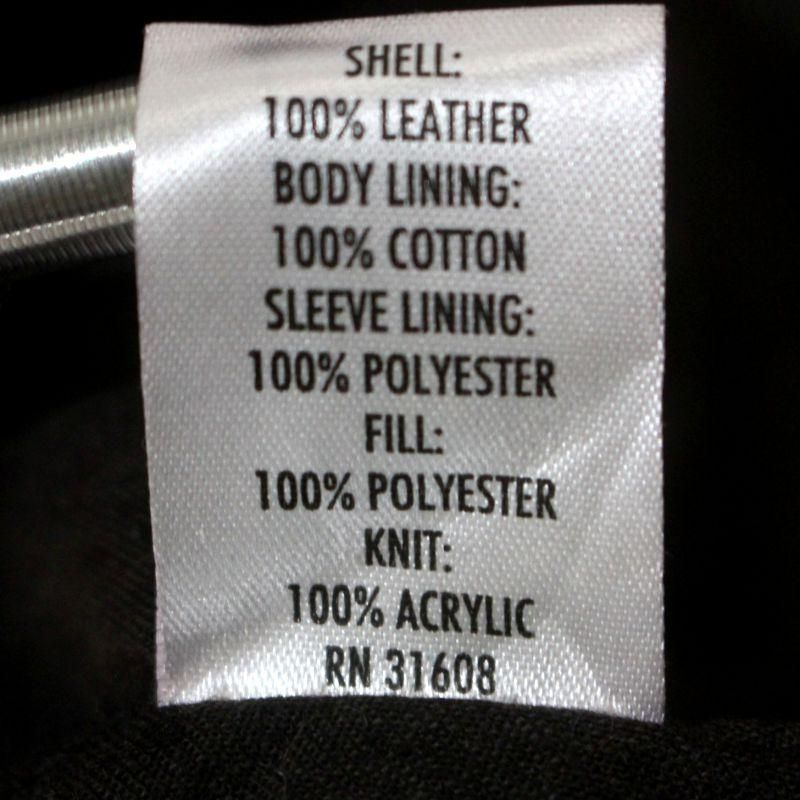 SHELL:
100% LEATHER
BODY LINING:
100% COTTON
SLEEVE LINING:
100% POLYESTER
FILL:
100% POLYESTER
KNIT:
100% ACRYLIC
RN 31608